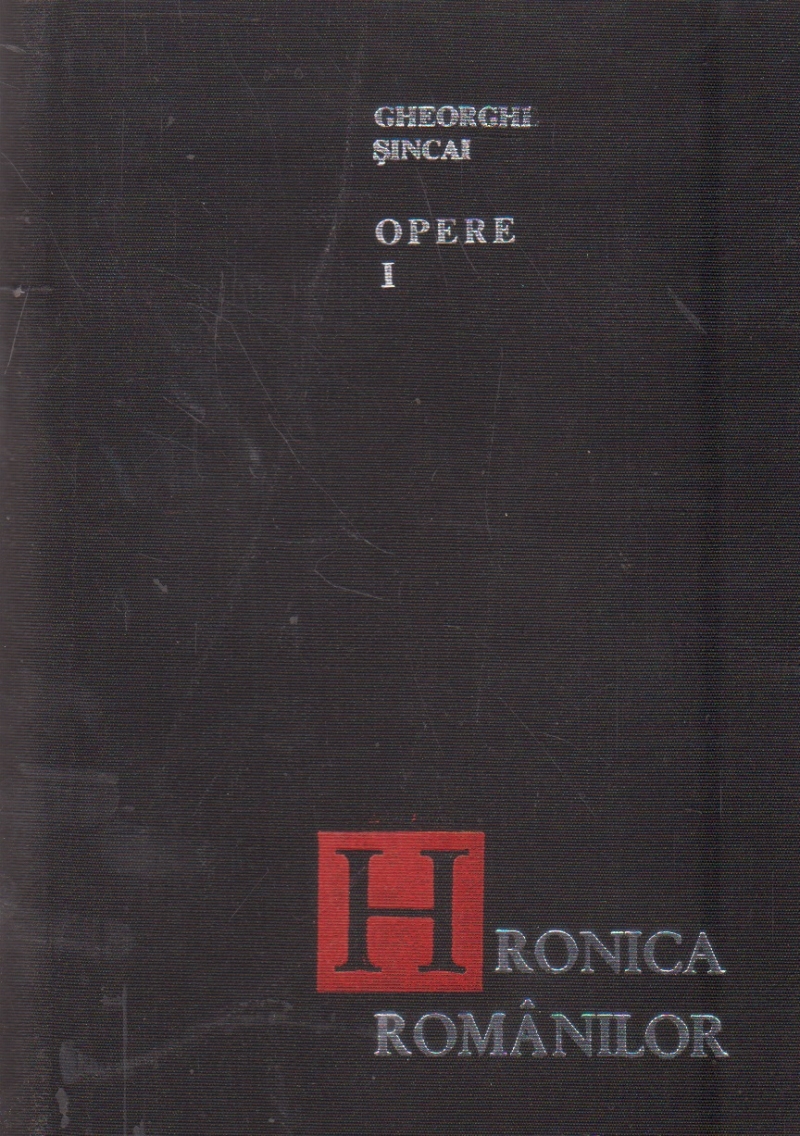 GHEORGHE
ŞINCAI
OPERE
I
HRONICA
ROMÂNILOR